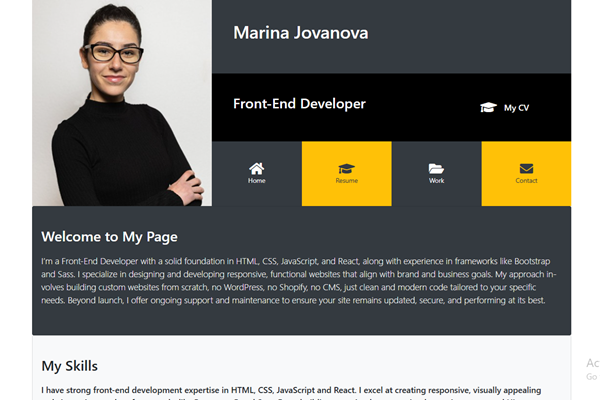 Marina Jovanova
Front-End Developer
My CV
Home
Resume
Work
Contact
Welcome to My Page
I'm a Front-End Developer with a solid foundation in HTML, CSS, JavaScript, and React, along with experience in frameworks like Bootstrap
and Sass. I specialize in designing and developing responsive, functional websites that align with brand and business goals. My approach in-
volves building custom websites from scratch, no WordPress, no Shopify, no CMS, just clean and modern code tailored to your specific
needs. Beyond launch, I offer ongoing support and maintenance to ensure your site remains updated, secure, and performing at its best.
My Skills
I have strong front-end development expertise in HTML, CSS, JavaScript and React. I excel at creating responsive, visually appealing
Ac
Go